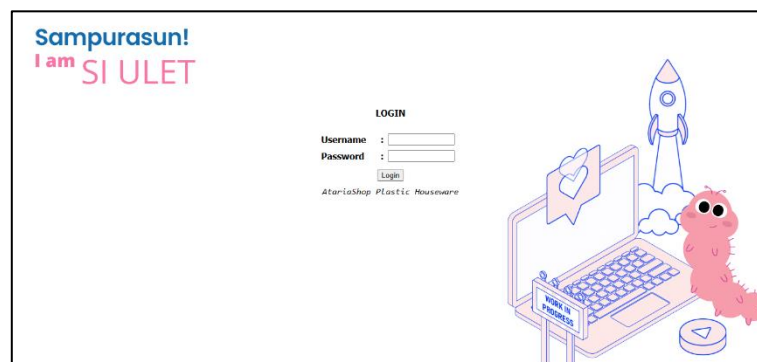 Sampurasun!
I am SI ULET
LOGIN
Username :
Password :
Login
AtariaShop Plastic Houseware
WORK IN
PROGRESS